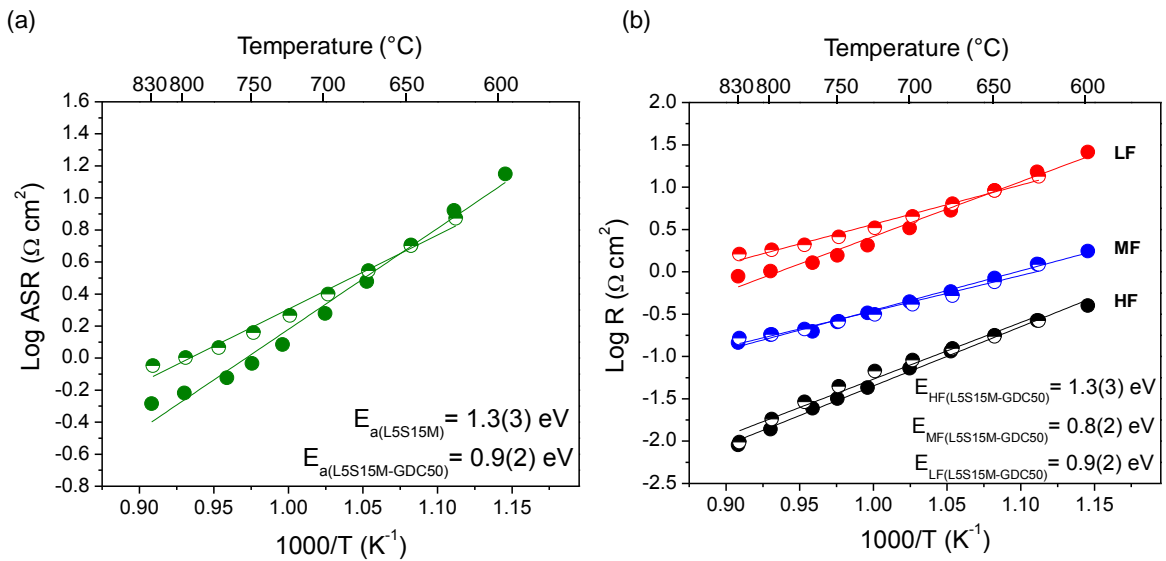 (a)
Temperature (°C)
830 800 750 700 650 600
1.6
1.4
1.2
1.0
0.8
0.6
0.4
0.2
0.0
-0.2
-0.4
-0.6
-0.8
Log ASR (Ω cm²)
Ea(L5S15M) = 1.3(3) eV
Ea(L5S15M-GDC50) = 0.9(2) eV
0.90 0.95 1.00 1.05 1.10 1.15
1000/T (K⁻¹)
(b)
Temperature (°C)
830 800 750 700 650 600
2.0
1.5
1.0
0.5
0.0
-0.5
-1.0
-1.5
-2.0
-2.5
Log R (Ω cm²)
LF
MF
HF
EHF(L5S15M-GDC50) = 1.3(3) eV
EMF(L5S15M-GDC50) = 0.8(2) eV
ELF(L5S15M-GDC50) = 0.9(2) eV
0.90 0.95 1.00 1.05 1.10 1.15
1000/T (K⁻¹)